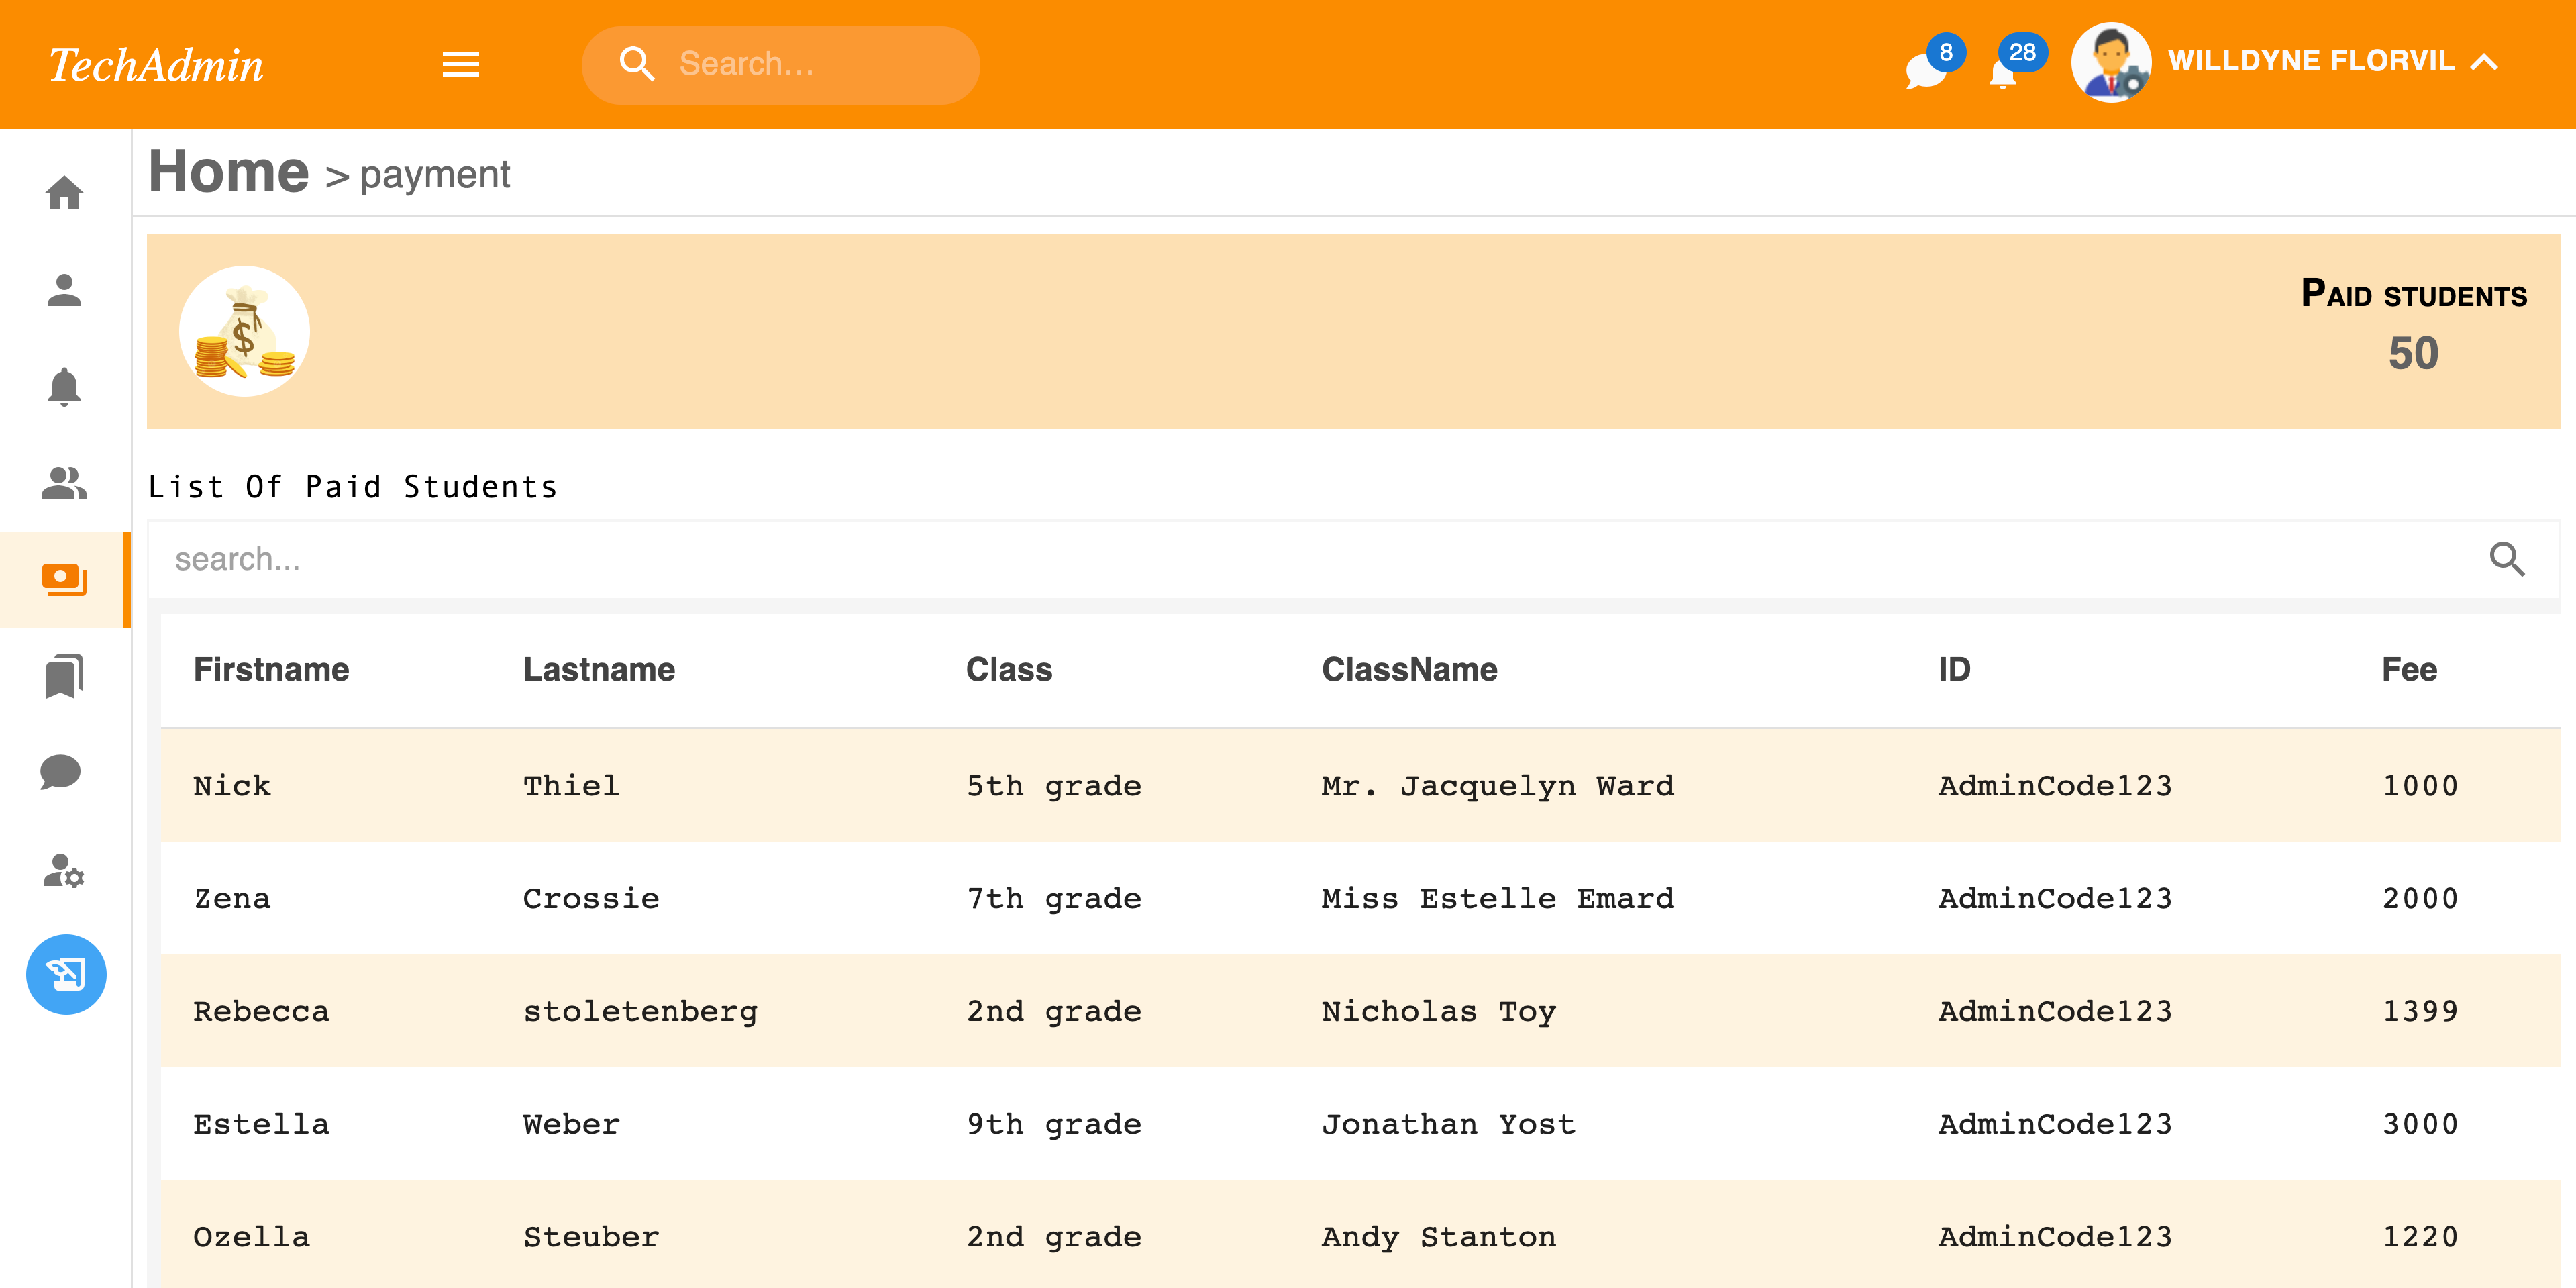 TechAdmin Search... 8 28 WILLDYNE FLORVIL
Home > payment
$
Paid students
50
List Of Paid Students
search...
Firstname Lastname Class ClassName ID Fee
Nick Thiel 5th grade Mr. Jacquelyn Ward AdminCode123 1000
Zena Crossie 7th grade Miss Estelle Emard AdminCode123 2000
Rebecca stoletenberg 2nd grade Nicholas Toy AdminCode123 1399
Estella Weber 9th grade Jonathan Yost AdminCode123 3000
Ozella Steuber 2nd grade Andy Stanton AdminCode123 1220